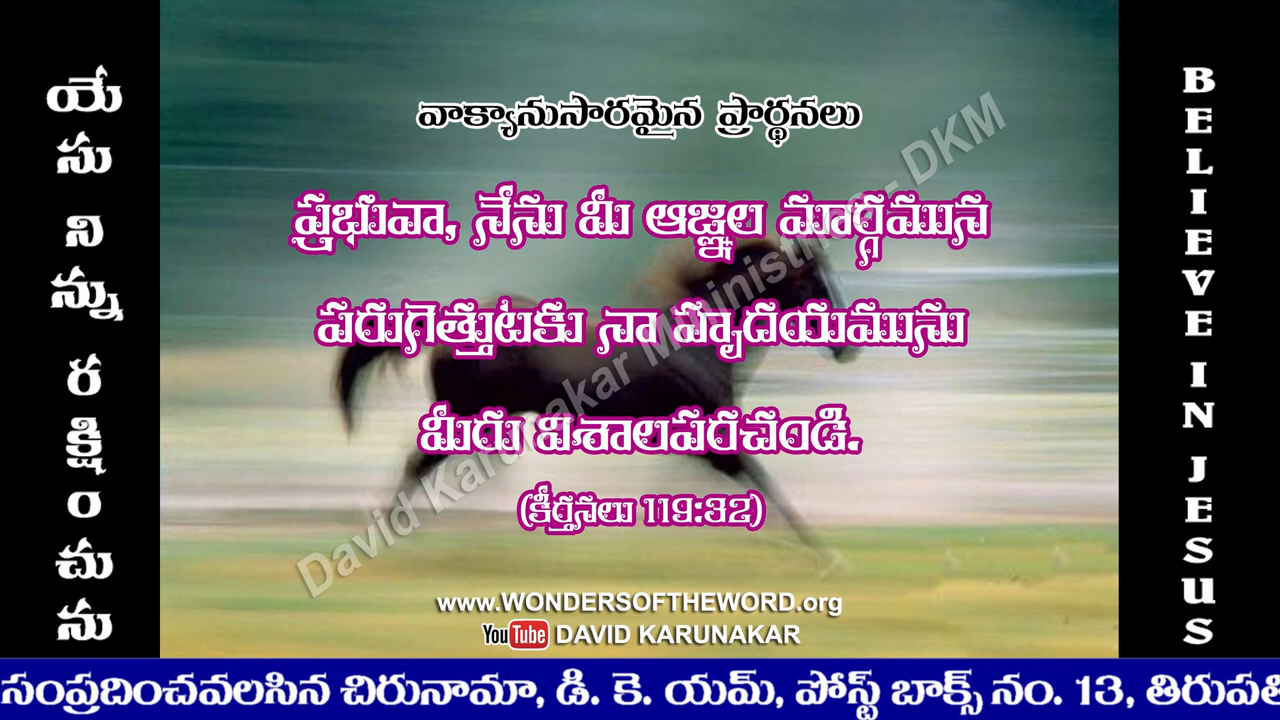 వాక్యానుసారమైన ప్రార్థనలు
ప్రభువా, నేను మీ ఆజ్ఞల మార్గమున
పరుగెత్తుటకు నా హృదయమును
మీరు విశాలపరచండి.
(కీర్తనలు 119:32)
David Karunakar Mininistries - DKM
www.WONDERSOFTHEWORD.org
YouTube DAVID KARUNAKAR
యేసు నిన్ను రక్షించును
BELIEVE IN JESUS
సంప్రదించవలసిన చిరునామా, డి. కె. యమ్, పోస్ట్ బాక్స్ నం. 13, తిరుపతి